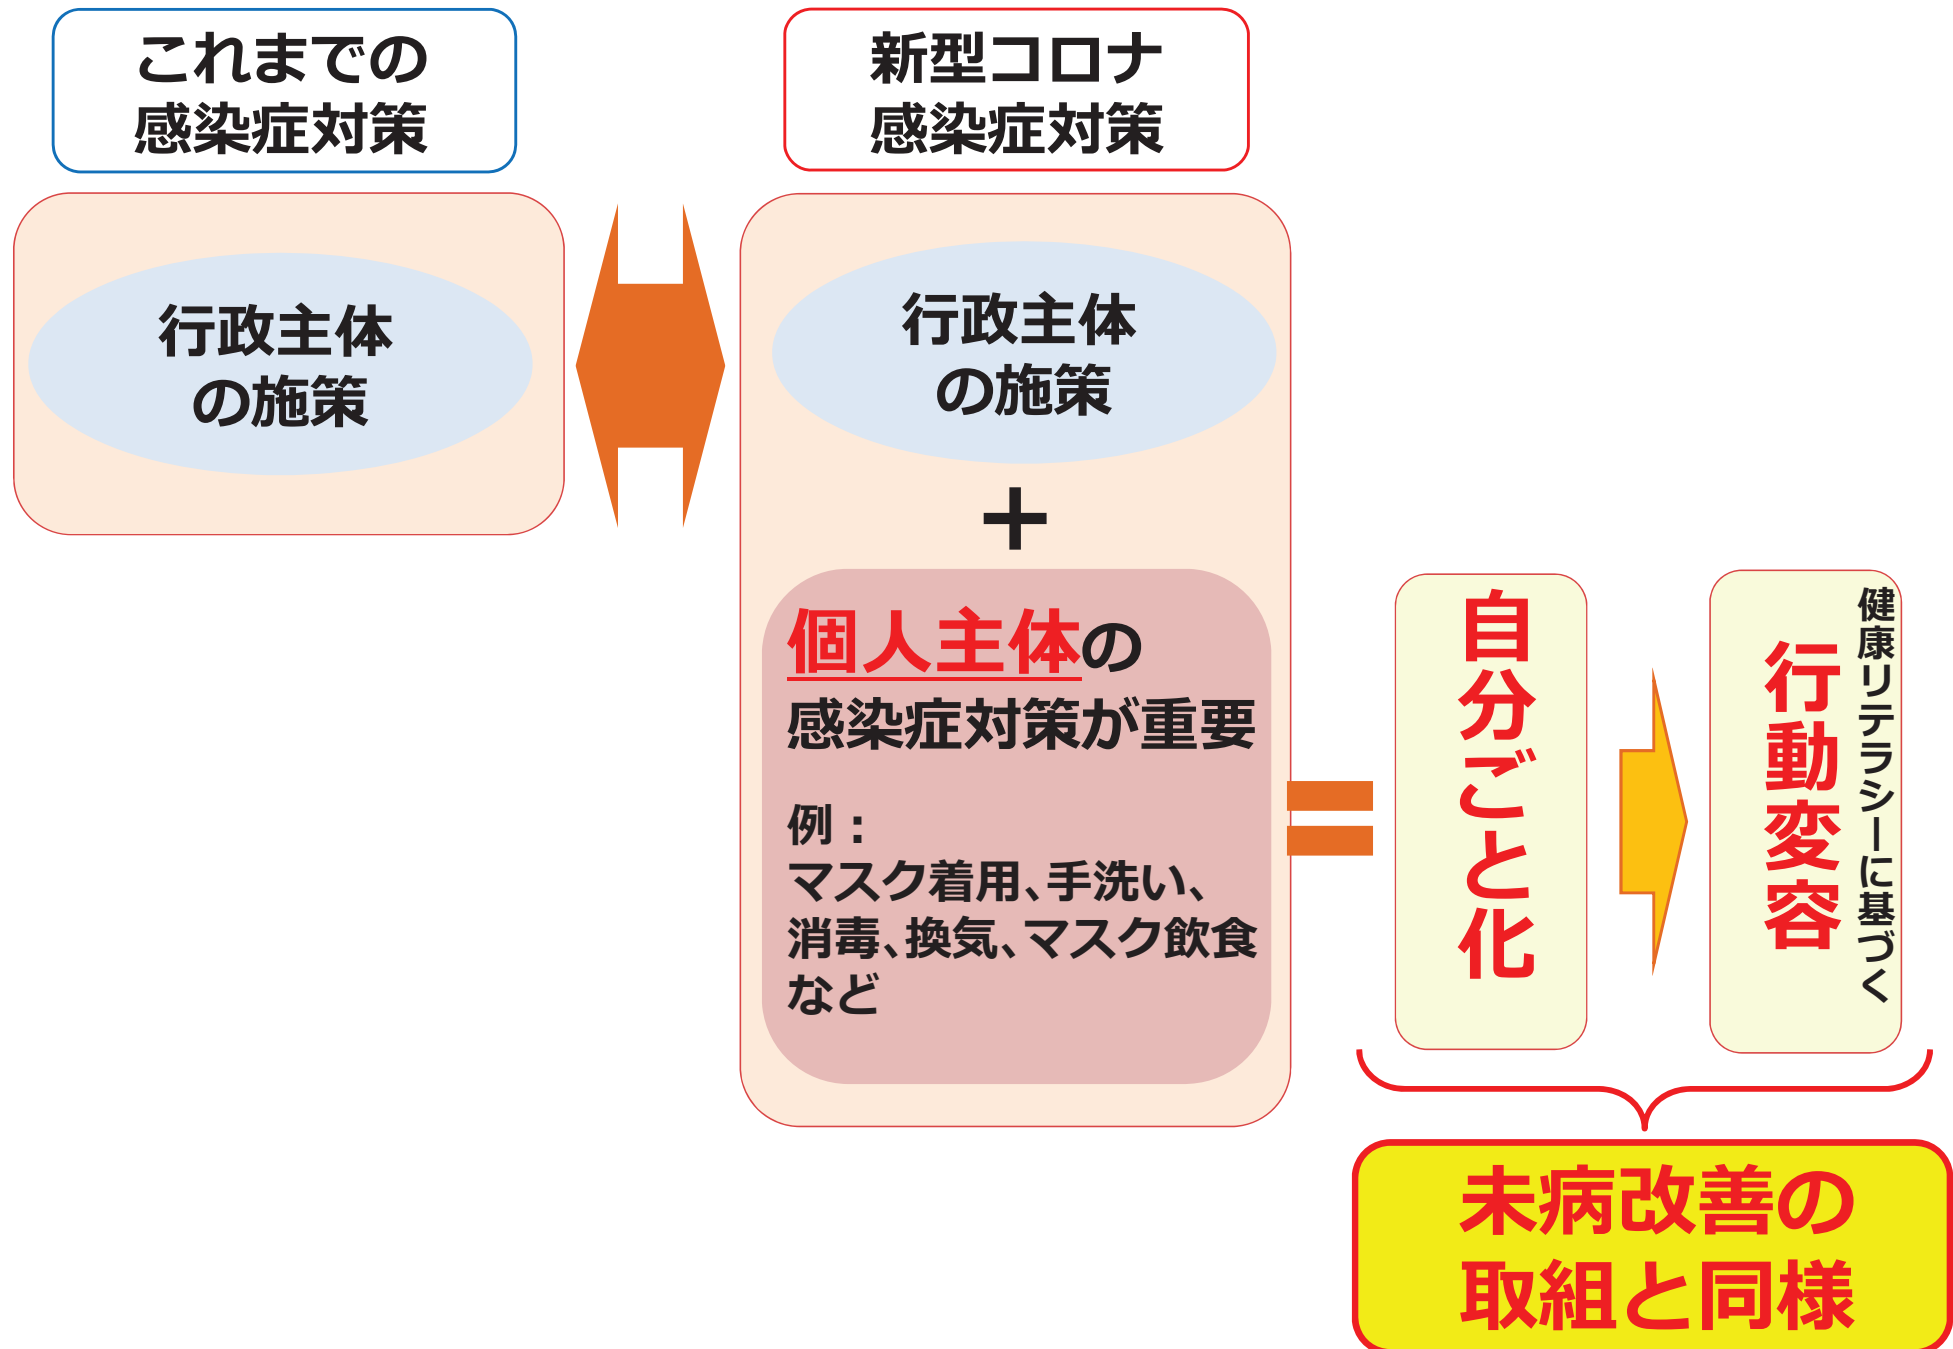 これまでの
感染症対策
行政主体
の施策
新型コロナ
感染症対策
行政主体
の施策
＋
個人主体の
感染症対策が重要
例：
マスク着用、手洗い、
消毒、換気、マスク飲食
など
自分ごと化
健康リテラシーに基づく
行動変容
未病改善の
取組と同様